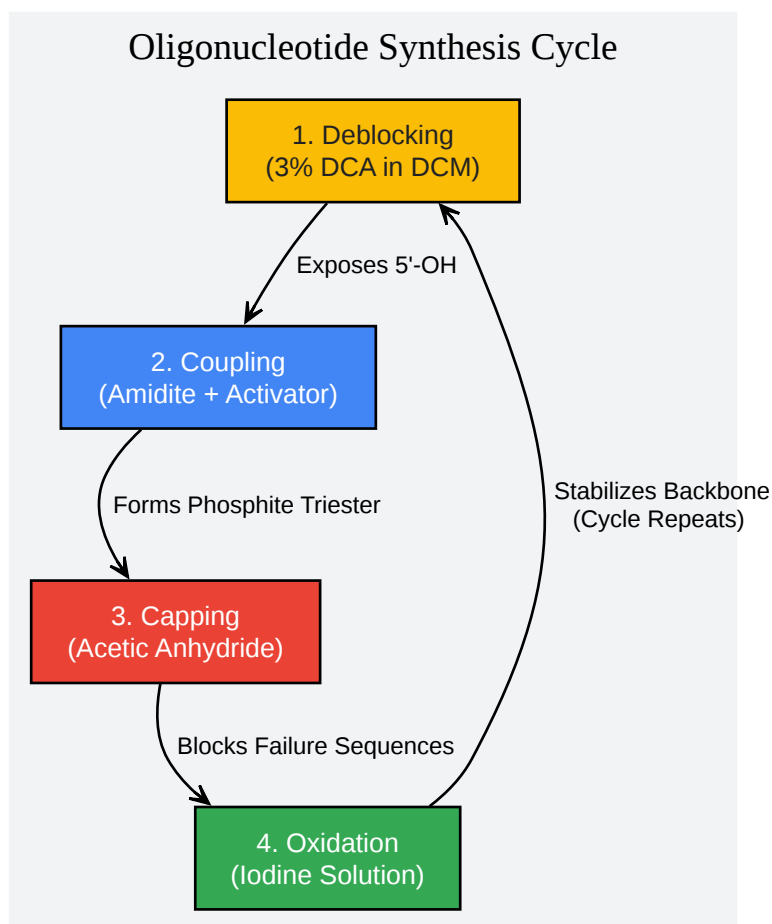 Oligonucleotide Synthesis Cycle
1. Deblocking
(3% DCA in DCM)
Exposes 5'-OH
2. Coupling
(Amidite + Activator)
Forms Phosphite Triester
Stabilizes Backbone
(Cycle Repeats)
3. Capping
(Acetic Anhydride)
Blocks Failure Sequences
4. Oxidation
(Iodine Solution)